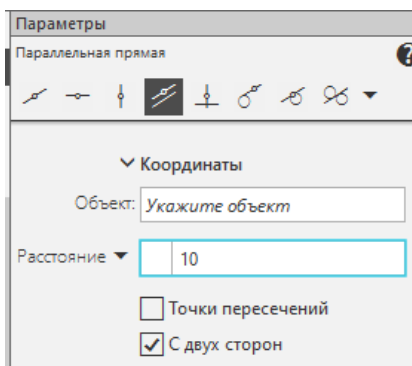 Параметры
Параллельная прямая
Координаты
Объект: Укажите объект
Расстояние 10
Точки пересечений
С двух сторон